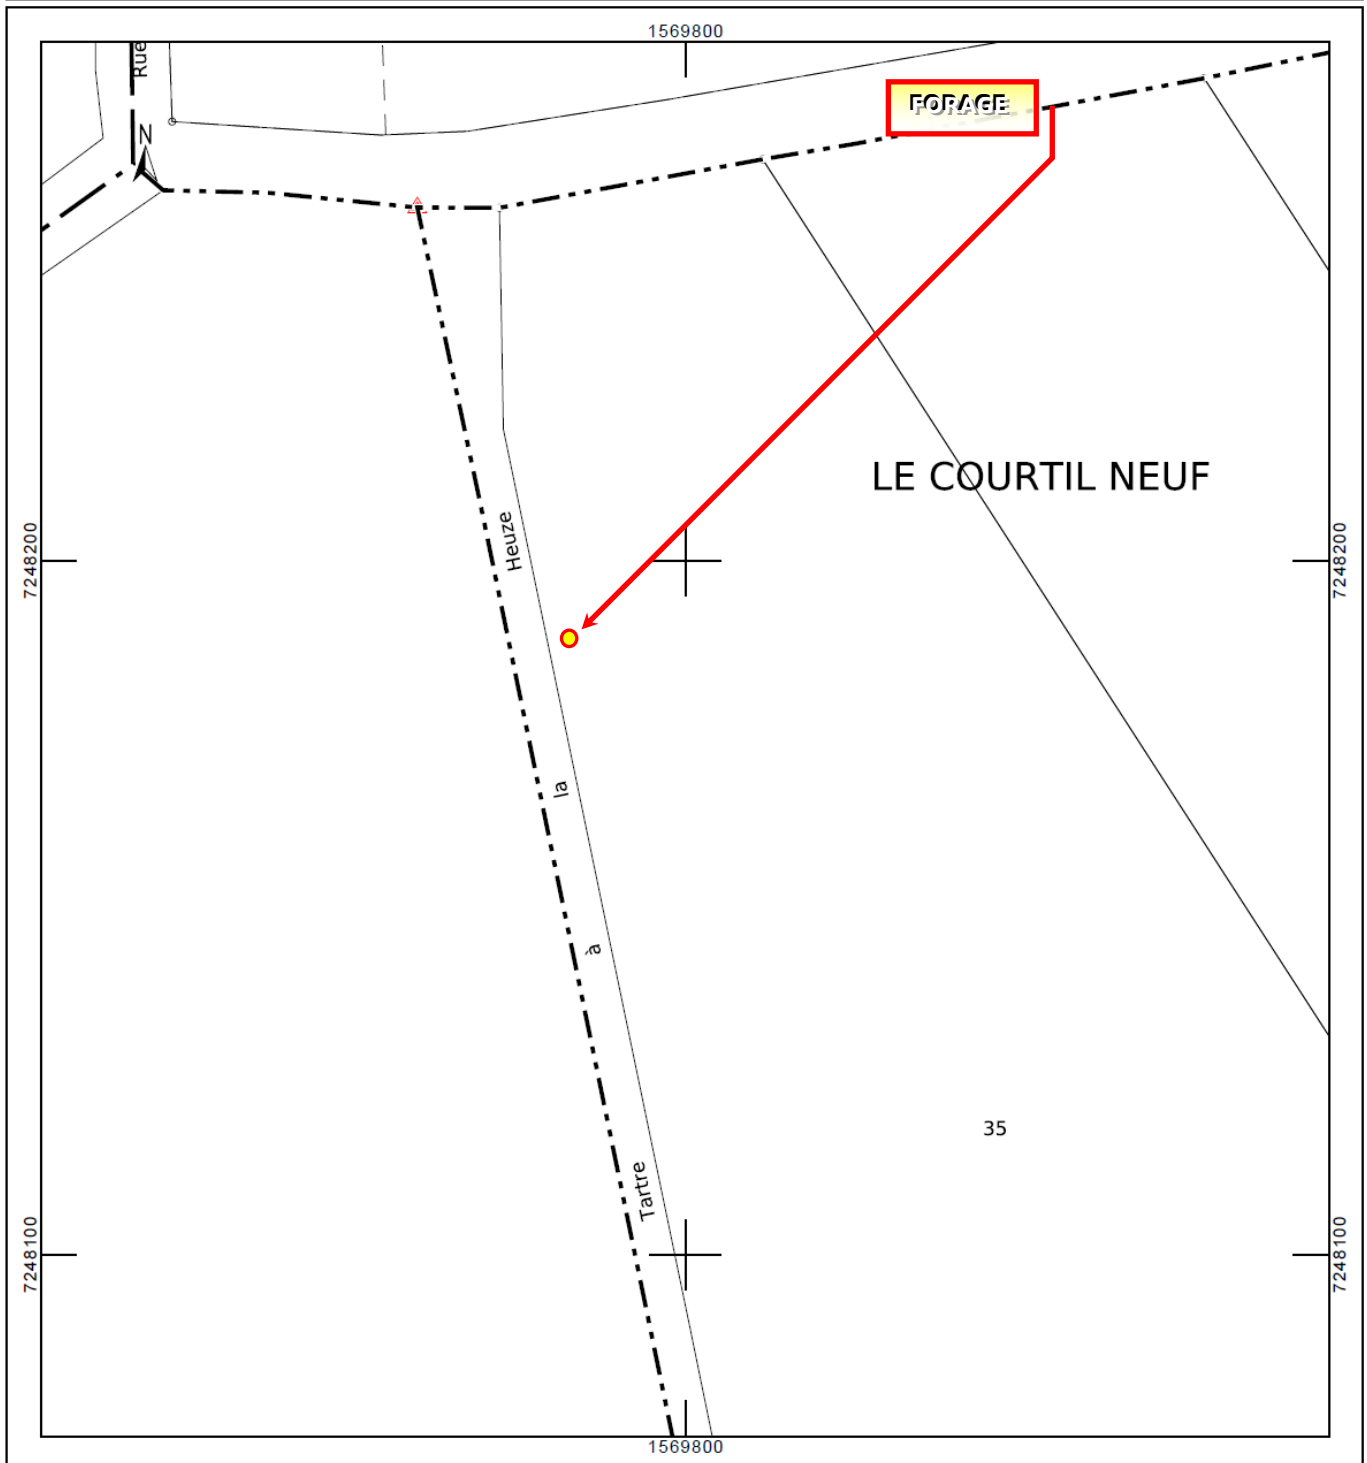 1569800
Rue
N
FORAGE
LE COURTIL NEUF
7248200
7248200
Heuze
la
à
35
Tartre
7248100
7248100
1569800